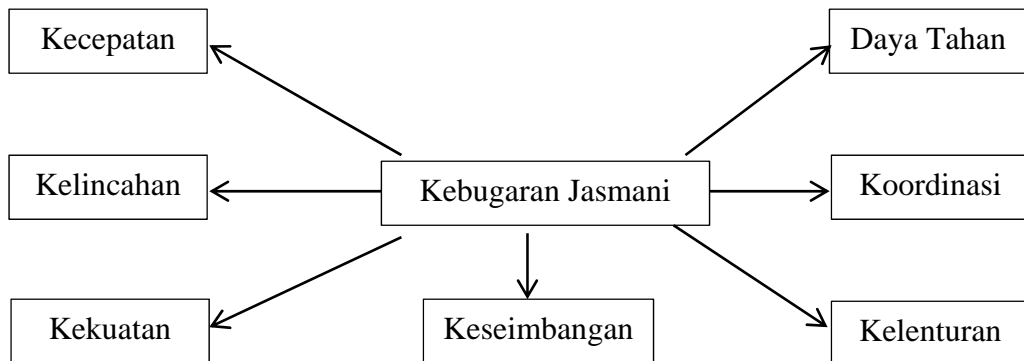 Kecepatan
Daya Tahan
Kelincahan
Kebugaran Jasmani
Koordinasi
Kekuatan
Keseimbangan
Kelenturan